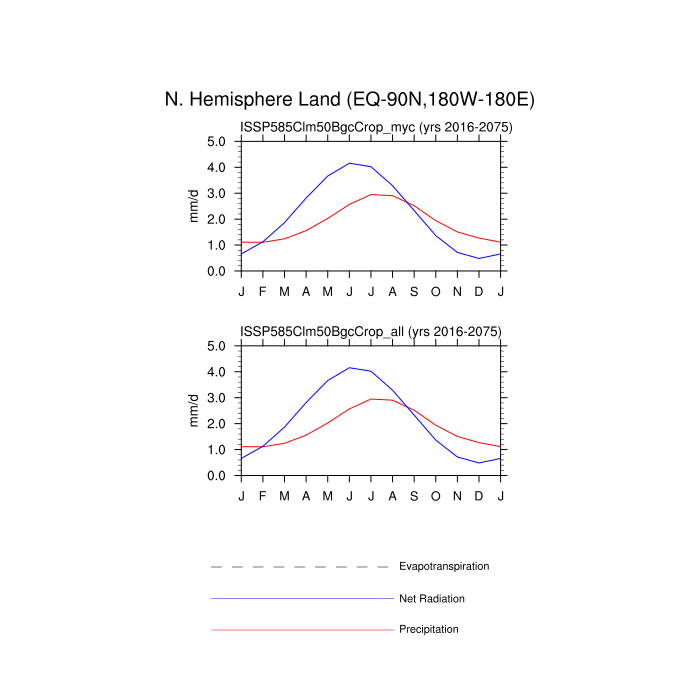 N. Hemisphere Land (EQ-90N,180W-180E)
ISSP585Clm50BgcCrop_myc (yrs 2016-2075)
5.0
4.0
3.0
2.0
1.0
0.0
mm/d
J F M A M J J A S O N D J
ISSP585Clm50BgcCrop_all (yrs 2016-2075)
5.0
4.0
3.0
2.0
1.0
0.0
mm/d
J F M A M J J A S O N D J
Evapotranspiration
Net Radiation
Precipitation